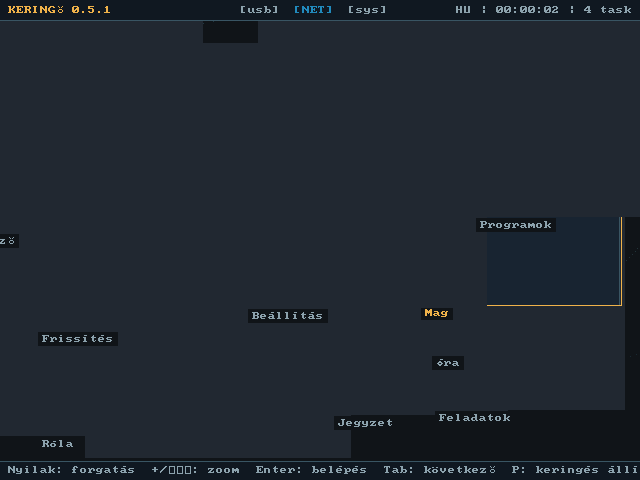 KERINGő 0.5.1 [usb] [NET] [sys] HU ¦ 00:00:02 ¦ 4 task
Programok
ző
Mag
Beállítás
Frissítés
óra
Feladatok
Jegyzet
Róla
Nyilak: forgatás +/□□□: zoom Enter: belépés Tab: következő P: keringés álli